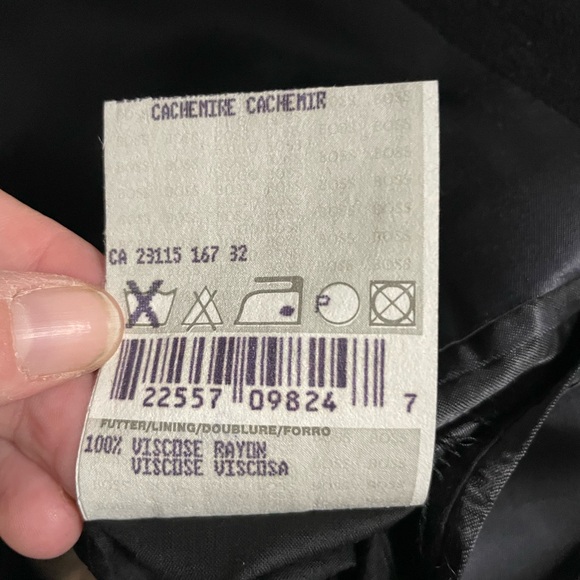 CACHEMIRE CACHEMIR
CA 23115 167 32
P
22557 09824 7
FUTTER/LINING/DOUBLURE/FORRO
100% VISCOSE RAYON
VISCOSE VISCOSA